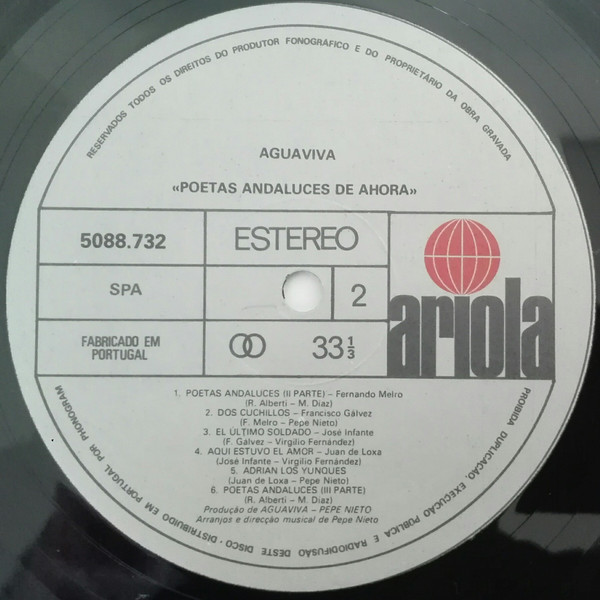 RESERVADOS TODOS OS DIREITOS DO PRODUTOR FONOGRAFICO E DO PROPRIETÁRIO DA OBRA GRAVADA
AGUAVIVA
«POETAS ANDALUCES DE AHORA»
5088.732
ESTEREO
SPA
2
ariola
FABRICADO EM
PORTUGAL
33 1/3
1. POETAS ANDALUCES (II PARTE) – Fernando Melro
(R. Alberti – M. Diaz)
2. DOS CUCHILLOS – Francisco Gálvez
(F. Melro – Pepe Nieto)
3. EL ÚLTIMO SOLDADO – José Infante
(F. Gálvez – Virgilio Fernández)
4. AQUI ESTUVO EL AMOR – Juan de Loxa
(José Infante – Virgílio Fernández)
5. ADRIAN LOS YUNQUES
(Juan de Loxa – Pepe Nieto)
6. POETAS ANDALUCES (III PARTE)
(R. Alberti – M. Diaz)
Produção de AGUAVIVA – PEPE NIETO
Arranjos e direcção musical de Pepe Nieto
PROIBIDA DUPLICAÇÃO, EXECUÇÃO PÚBLICA E RADIODIFUSÃO DESTE DISCO · DISTRIBUIDO EM PORTUGAL POR PHONOGRAM